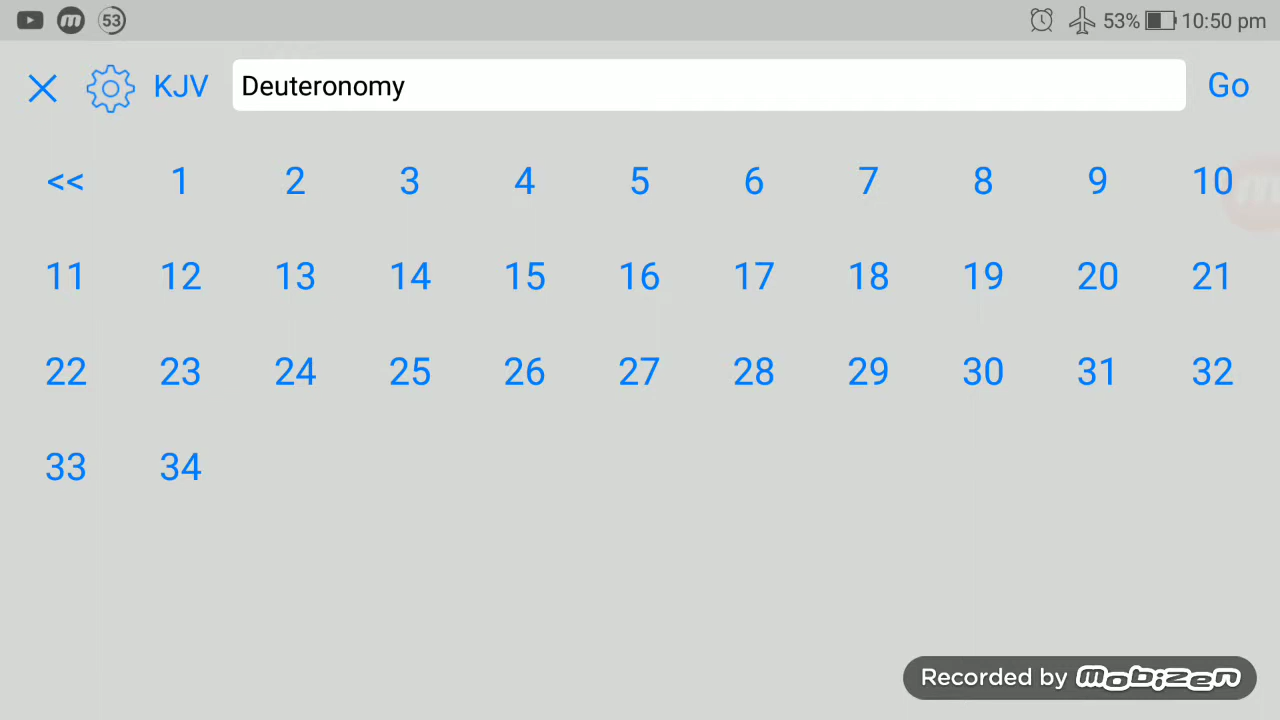 53 53% 10:50 pm
KJV Deuteronomy Go
<< 1 2 3 4 5 6 7 8 9 10
11 12 13 14 15 16 17 18 19 20 21
22 23 24 25 26 27 28 29 30 31 32
33 34
Recorded by mobizen